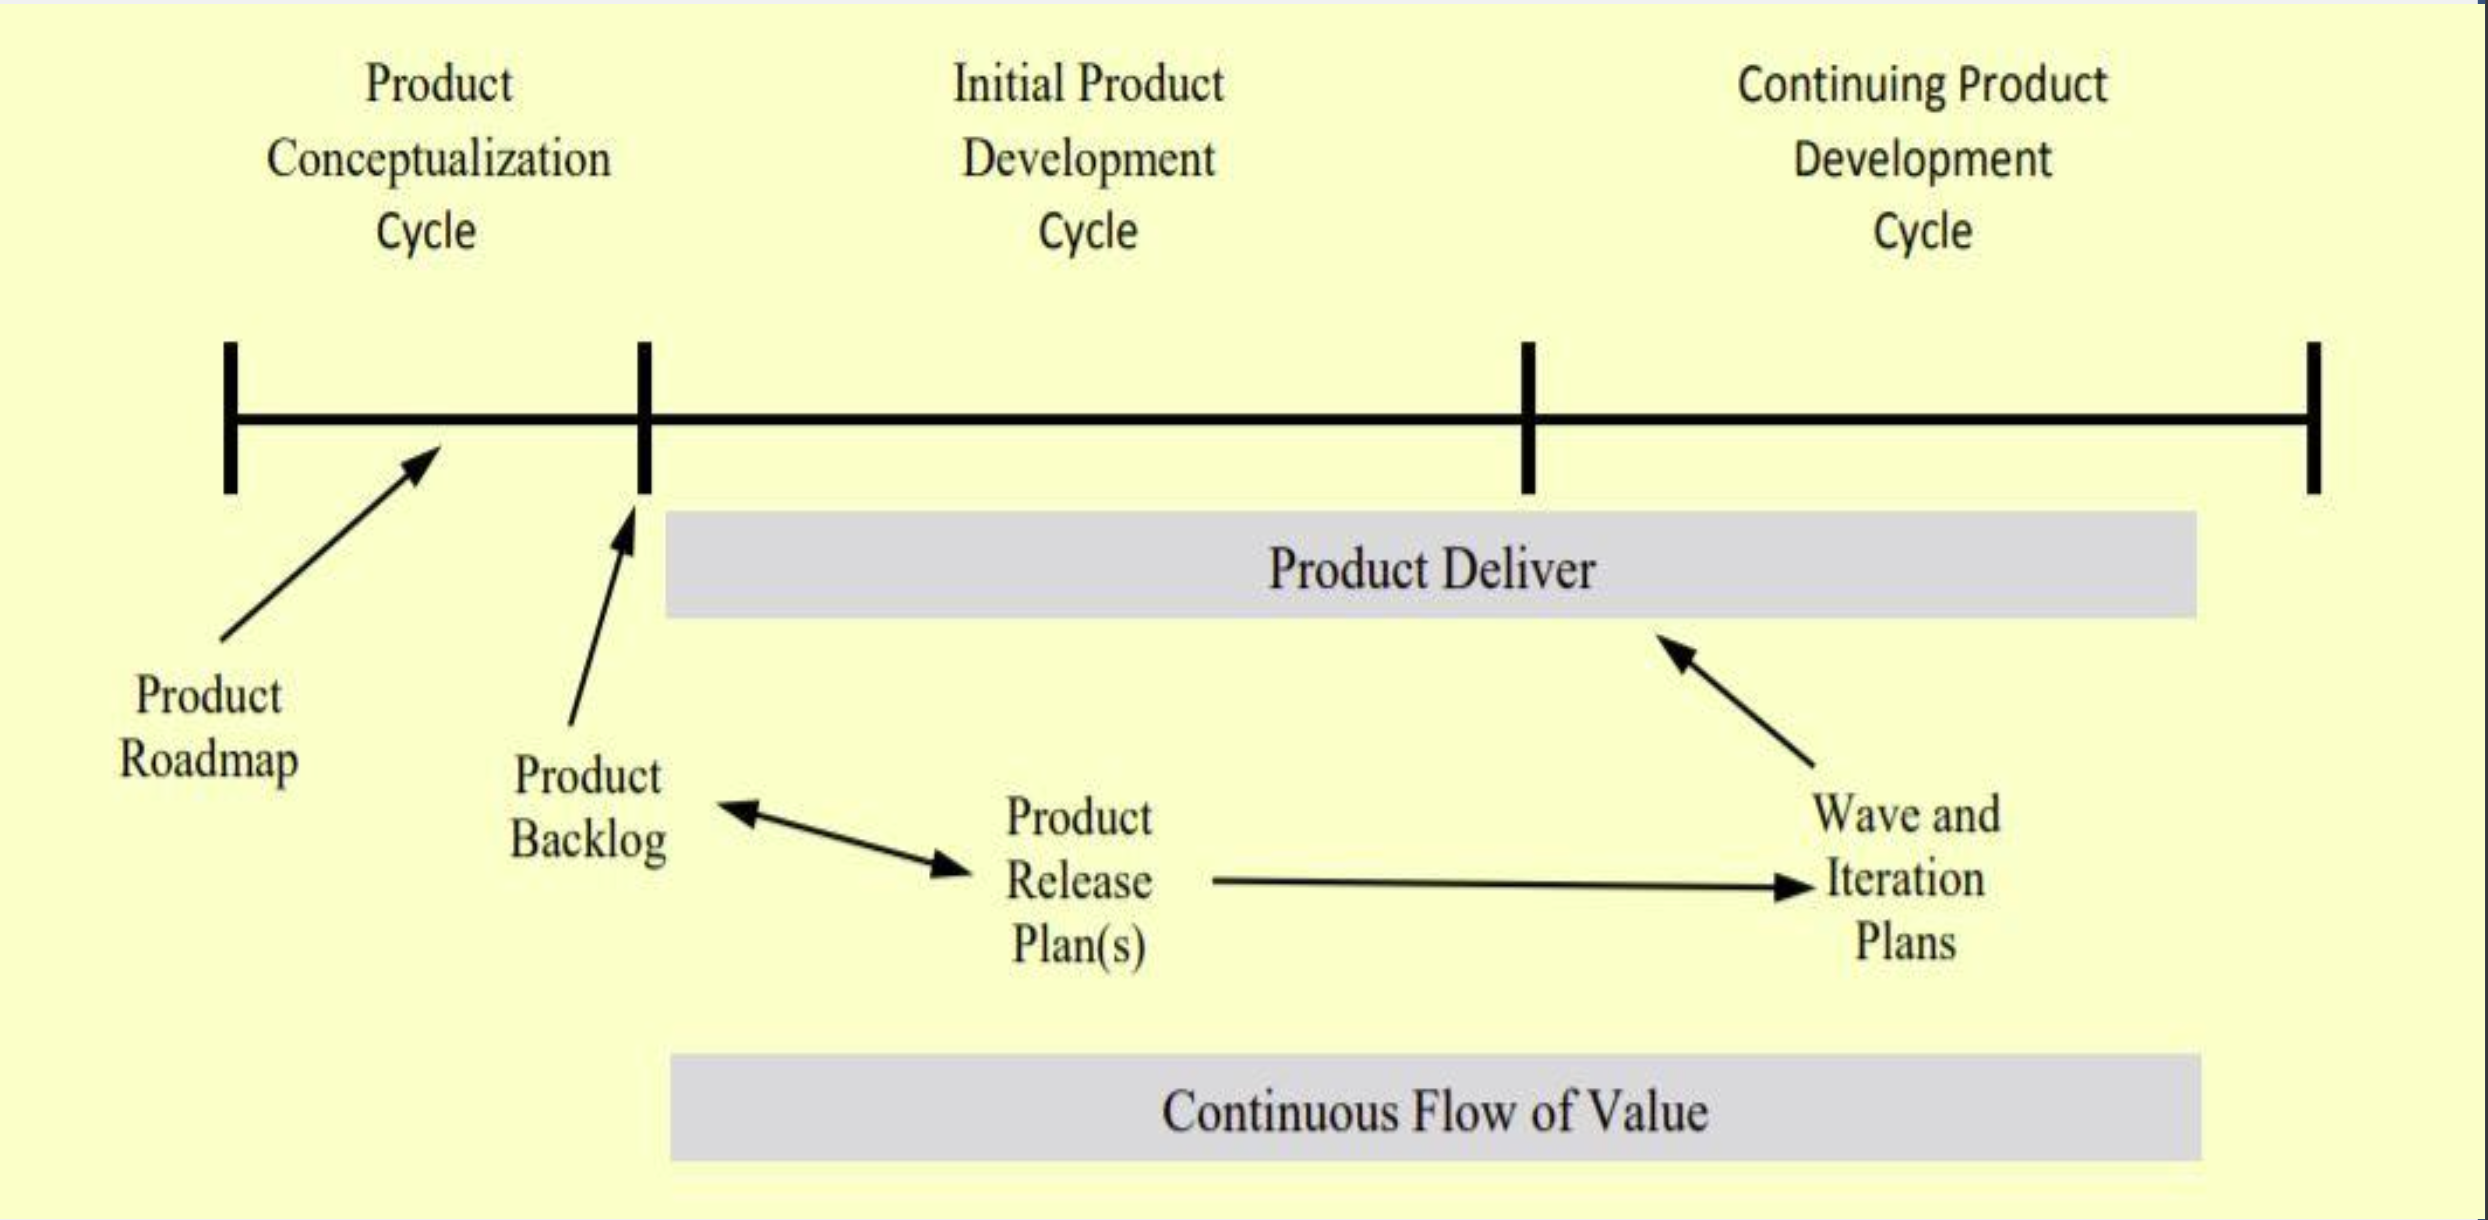 Product
Conceptualization
Cycle
Initial Product
Development
Cycle
Continuing Product
Development
Cycle
Product Deliver
Product
Roadmap
Product
Backlog
Product
Release
Plan(s)
Wave and
Iteration
Plans
Continuous Flow of Value